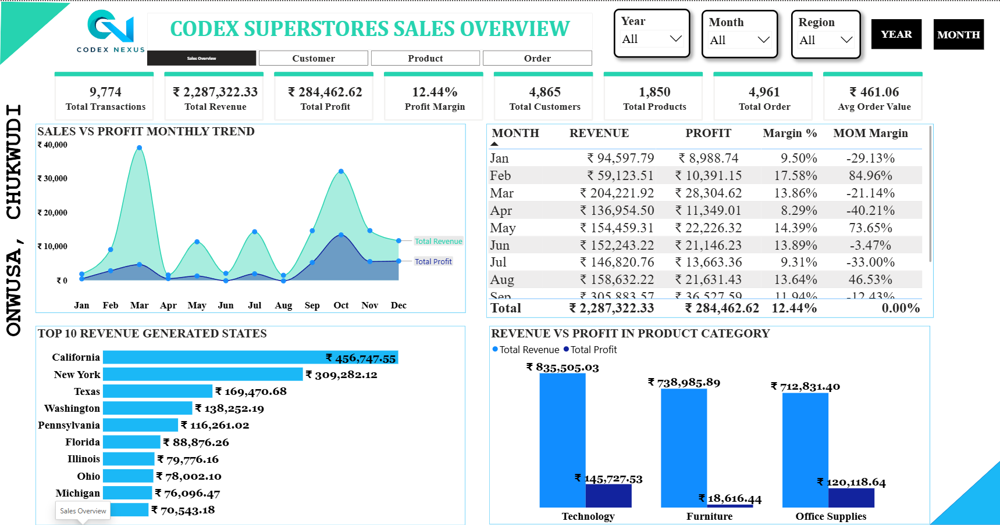 CODEX NEXUS
CODEX SUPERSTORES SALES OVERVIEW
Year
All
Month
All
Region
All
YEAR
MONTH
Sales Overview
Customer
Product
Order
ONWUSA, CHUKWUDI
9,774
Total Transactions
₹ 2,287,322.33
Total Revenue
₹ 284,462.62
Total Profit
12.44%
Profit Margin
4,865
Total Customers
1,850
Total Products
4,961
Total Order
₹ 461.06
Avg Order Value
SALES VS PROFIT MONTHLY TREND
₹ 40,000
₹ 30,000
₹ 20,000
₹ 10,000
₹ 0
Total Revenue
Total Profit
Jan Feb Mar Apr May Jun Jul Aug Sep Oct Nov Dec
MONTH REVENUE PROFIT Margin % MOM Margin
Jan ₹ 94,597.79 ₹ 8,988.74 9.50% -29.13%
Feb ₹ 59,123.51 ₹ 10,391.15 17.58% 84.96%
Mar ₹ 204,221.92 ₹ 28,304.62 13.86% -21.14%
Apr ₹ 136,954.50 ₹ 11,349.01 8.29% -40.21%
May ₹ 154,459.31 ₹ 22,226.32 14.39% 73.65%
Jun ₹ 152,243.22 ₹ 21,146.23 13.89% -3.47%
Jul ₹ 146,820.76 ₹ 13,663.36 9.31% -33.00%
Aug ₹ 158,632.22 ₹ 21,631.43 13.64% 46.53%
Sep ₹ 305,883.57 ₹ 36,527.59 11.94% -12.43%
Total ₹ 2,287,322.33 ₹ 284,462.62 12.44% 0.00%
TOP 10 REVENUE GENERATED STATES
California ₹ 456,747.55
New York ₹ 309,282.12
Texas ₹ 169,470.68
Washington ₹ 138,252.19
Pennsylvania ₹ 116,261.02
Florida ₹ 88,876.26
Illinois ₹ 79,776.16
Ohio ₹ 78,002.10
Michigan ₹ 76,096.47
₹ 70,543.18
Sales Overview
REVENUE VS PROFIT IN PRODUCT CATEGORY
Total Revenue Total Profit
₹ 835,505.03
₹ 145,727.53
₹ 738,985.89
₹ 18,616.44
₹ 712,831.40
₹ 120,118.64
Technology Furniture Office Supplies